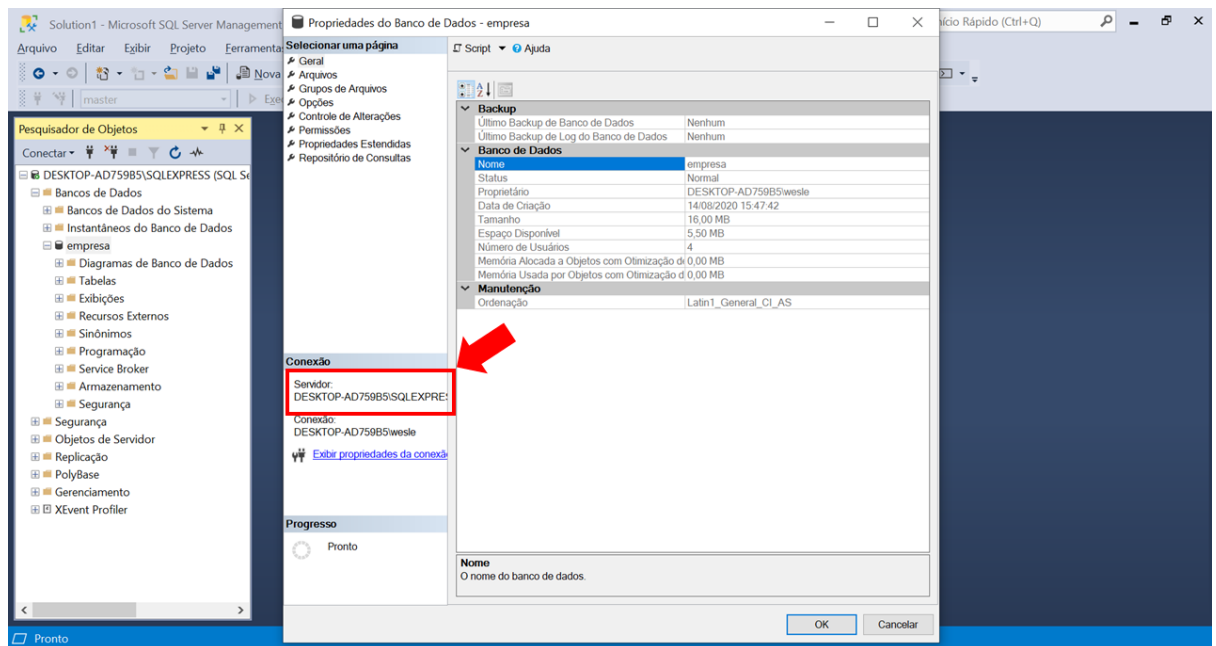 Solution1 - Microsoft SQL Server Management
Início Rápido (Ctrl+Q)
Arquivo Editar Exibir Projeto Ferramenta
Nova
master
Exe
Pesquisador de Objetos
Conectar
DESKTOP-AD759B5\SQLEXPRESS (SQL Se
Bancos de Dados
Bancos de Dados do Sistema
Instantâneos do Banco de Dados
empresa
Diagramas de Banco de Dados
Tabelas
Exibições
Recursos Externos
Sinônimos
Programação
Service Broker
Armazenamento
Segurança
Segurança
Objetos de Servidor
Replicação
PolyBase
Gerenciamento
XEvent Profiler
Pronto
Propriedades do Banco de Dados - empresa
Selecionar uma página
Geral
Arquivos
Grupos de Arquivos
Opções
Controle de Alterações
Permissões
Propriedades Estendidas
Repositório de Consultas
Conexão
Servidor:
DESKTOP-AD759B5\SQLEXPRES
Conexão:
DESKTOP-AD759B5\wesle
Exibir propriedades da conexã
Progresso
Pronto
Script Ajuda
Backup
Último Backup de Banco de Dados Nenhum
Último Backup de Log do Banco de Dados Nenhum
Banco de Dados
Nome empresa
Status Normal
Proprietário DESKTOP-AD759B5\wesle
Data de Criação 14/08/2020 15:47:42
Tamanho 16,00 MB
Espaço Disponível 5,50 MB
Número de Usuários 4
Memória Alocada a Objetos com Otimização de 0,00 MB
Memória Usada por Objetos com Otimização d 0,00 MB
Manutenção
Ordenação Latin1_General_CI_AS
Nome
O nome do banco de dados.
OK Cancelar